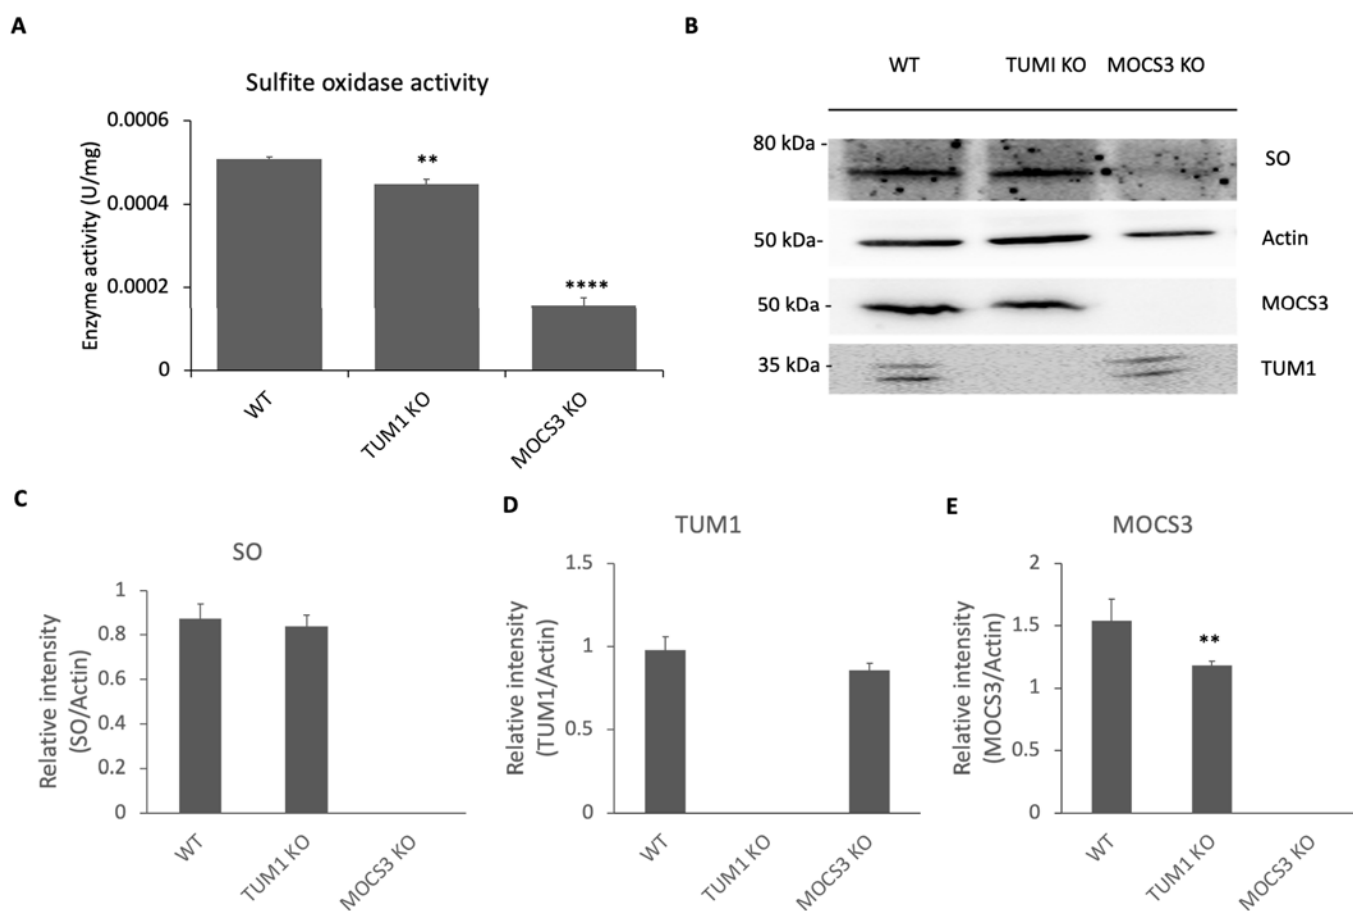 A
Sulfite oxidase activity
Enzyme activity (U/mg)
0.0006
0.0004
0.0002
0
**
****
WT
TUM1 KO
MOCS3 KO
B
WT TUMI KO MOCS3 KO
80 kDa - SO
50 kDa- Actin
50 kDa - MOCS3
35 kDa - TUM1
C
SO
Relative intensity
(SO/Actin)
1
0.8
0.6
0.4
0.2
0
WT
TUM1 KO
MOCS3 KO
D
TUM1
Relative intensity
(TUM1/Actin)
1.5
1
0.5
0
WT
TUM1 KO
MOCS3 KO
E
MOCS3
Relative intensity
(MOCS3/Actin)
2
1.5
1
0.5
0
**
WT
TUM1 KO
MOCS3 KO